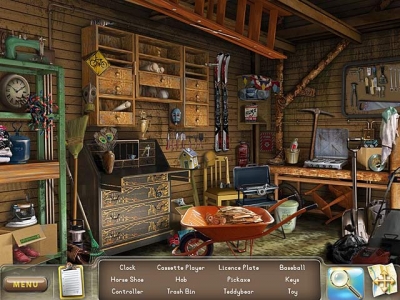 Clock Cassette Player Licence Plate Baseball
Horse Shoe Hob Pickaxe Keys
Controller Trash Bin Teddybear Toy
MENU